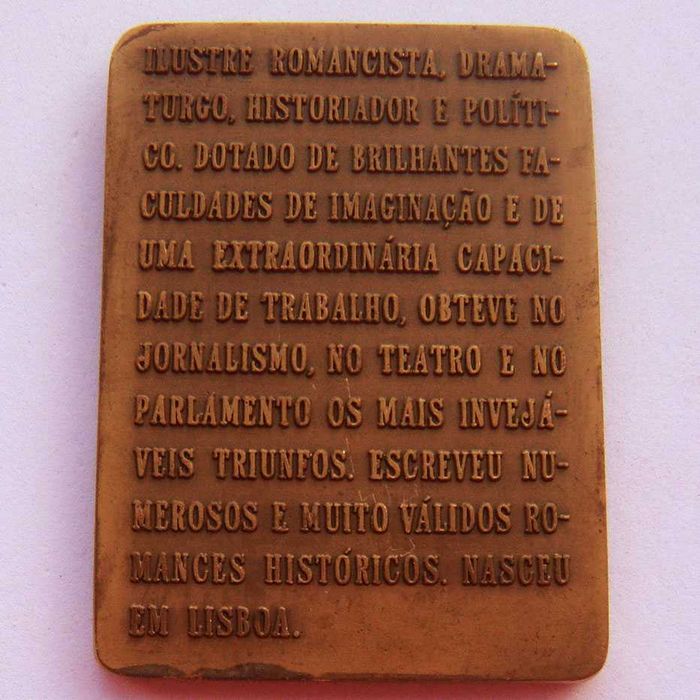 ILUSTRE ROMANCISTA, DRAMA-
TURGO, HISTORIADOR E POLÍTI-
CO. DOTADO DE BRILHANTES FA-
CULDADES DE IMAGINAÇÃO E DE
UMA EXTRAORDINÁRIA CAPACI-
DADE DE TRABALHO, OBTEVE NO
JORNALISMO, NO TEATRO E NO
PARLAMENTO OS MAIS INVEJÁ-
VEIS TRIUNFOS. ESCREVEU NU-
MEROSOS E MUITO VÁLIDOS RO-
MANCES HISTÓRICOS. NASCEU
EM LISBOA.